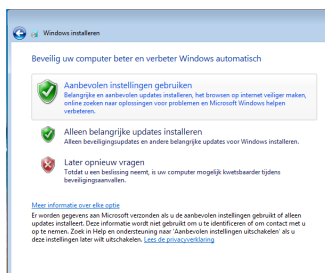 Windows installeren
Beveilig uw computer beter en verbeter Windows automatisch
Aanbevolen instellingen gebruiken
Belangrijke en aanbevolen updates installeren, het browsen op internet veiliger maken,
online zoeken naar oplossingen voor problemen en Microsoft Windows helpen
verbeteren.
Alleen belangrijke updates installeren
Alleen beveiligingsupdates en andere belangrijke updates voor Windows installeren.
Later opnieuw vragen
Totdat u een beslissing neemt, is uw computer mogelijk kwetsbaarder tijdens
beveiligingsaanvallen.
Meer informatie over elke optie
Er worden gegevens aan Microsoft verzonden als u de aanbevolen instellingen gebruikt of alleen
updates installeert. Deze informatie wordt niet gebruikt om u te identificeren of om contact met u
op te nemen. Zoek in Help en ondersteuning naar 'Aanbevolen instellingen uitschakelen' als u
deze instellingen later wilt uitschakelen. Lees de privacyverklaring